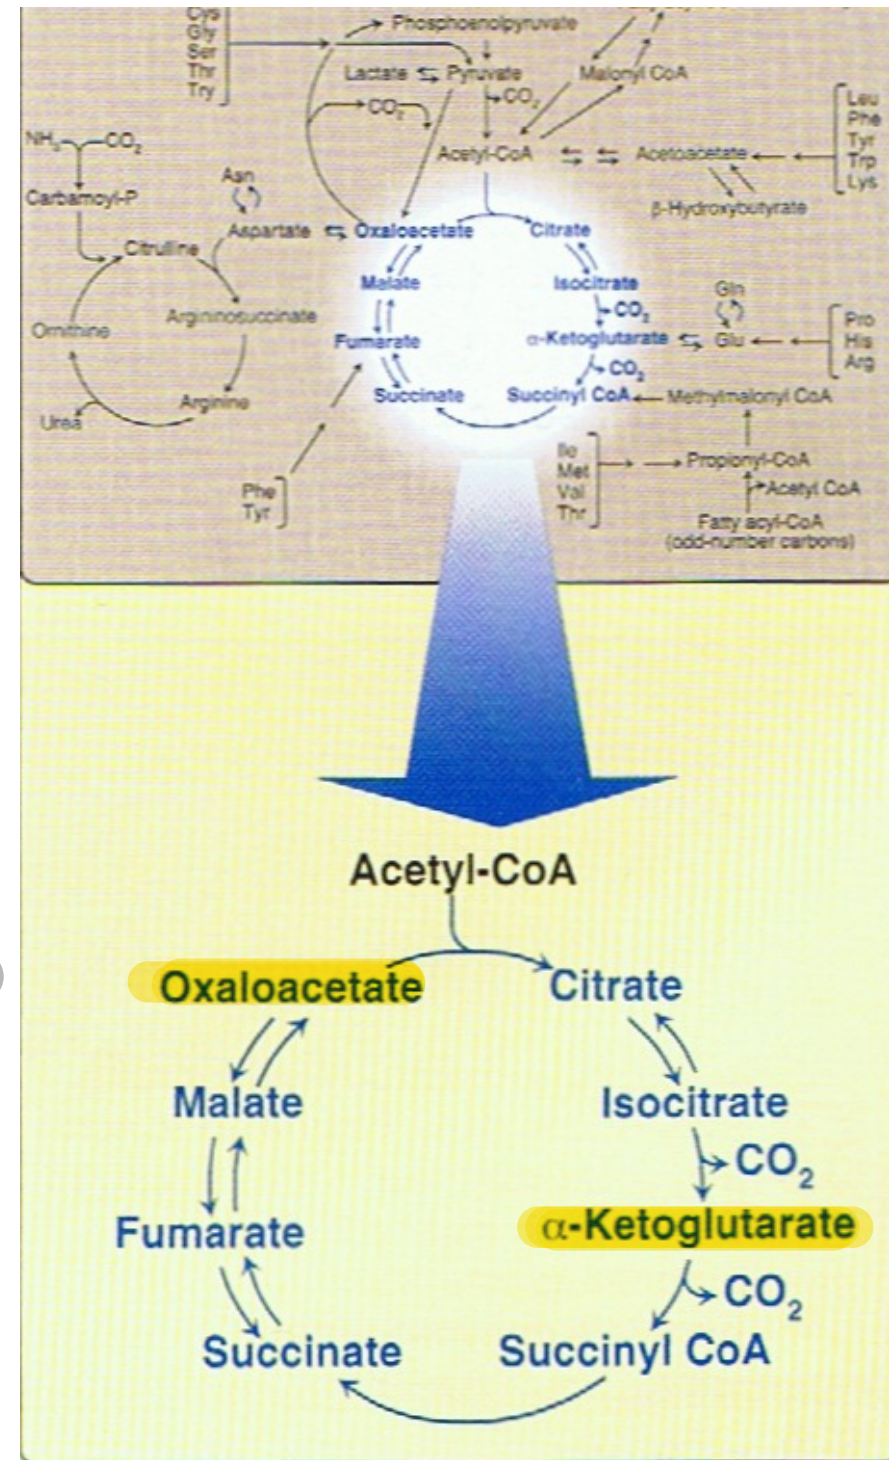 Cys
Gly
Ser
Thr
Try
Phosphoenolpyruvate
Lactate ⇆ Pyruvate
Malonyl CoA
CO2
CO2
Leu
Phe
Tyr
Trp
Lys
NH3
CO2
Acetyl-CoA
Acetoacetate
Carbamoyl-P
Asn
β-Hydroxybutyrate
Aspartate ⇆ Oxaloacetate
Citrate
Citrulline
Malate
Isocitrate
Gln
CO2
Ornithine
Argininosuccinate
Fumarate
α-Ketoglutarate ⇆ Glu
Pro
His
Arg
CO2
Arginine
Succinate
Succinyl CoA
Methylmalonyl CoA
Urea
Ile
Met
Val
Thr
Propionyl-CoA
Acetyl CoA
Phe
Tyr
Fatty acyl-CoA
(odd-number carbons)
Acetyl-CoA
Oxaloacetate
Citrate
Malate
Isocitrate
CO2
Fumarate
α-Ketoglutarate
CO2
Succinate
Succinyl CoA